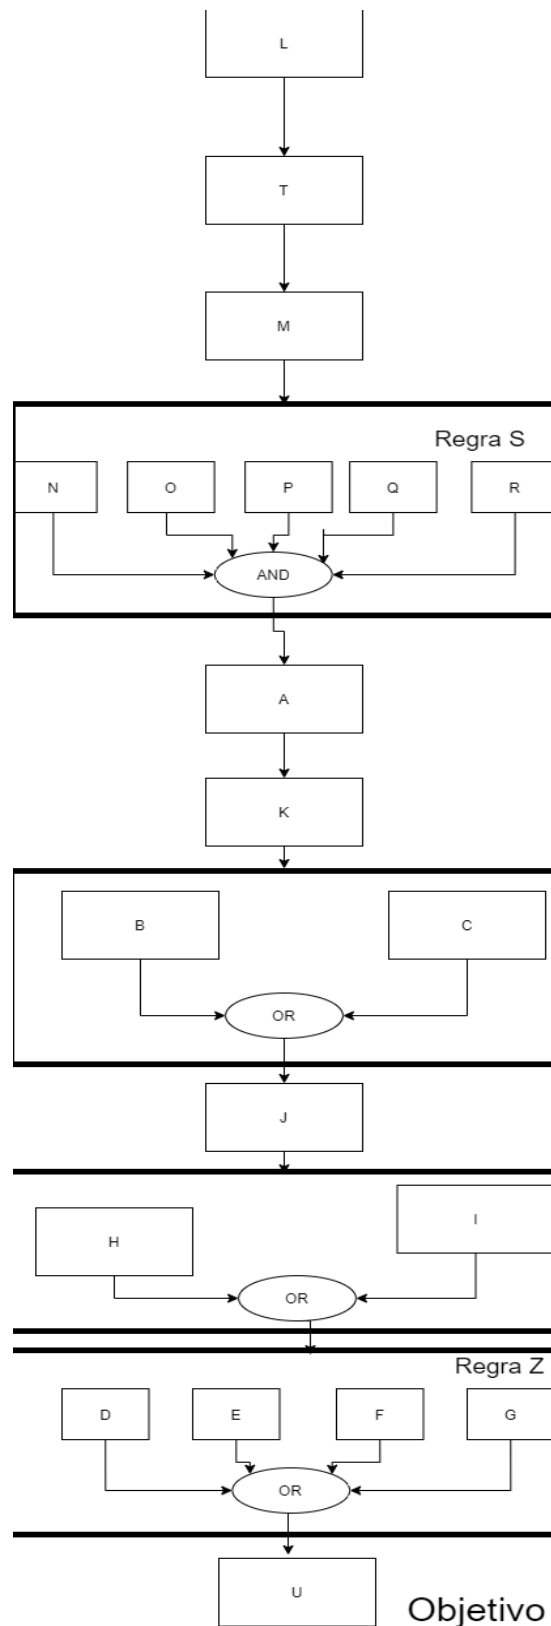 L
T
M
Regra S
N O P Q R
AND
A
K
B C
OR
J
I
H
OR
Regra Z
D E F G
OR
U
Objetivo